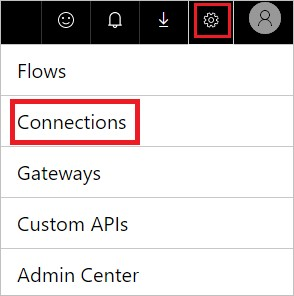 Flows
Connections
Gateways
Custom APIs
Admin Center